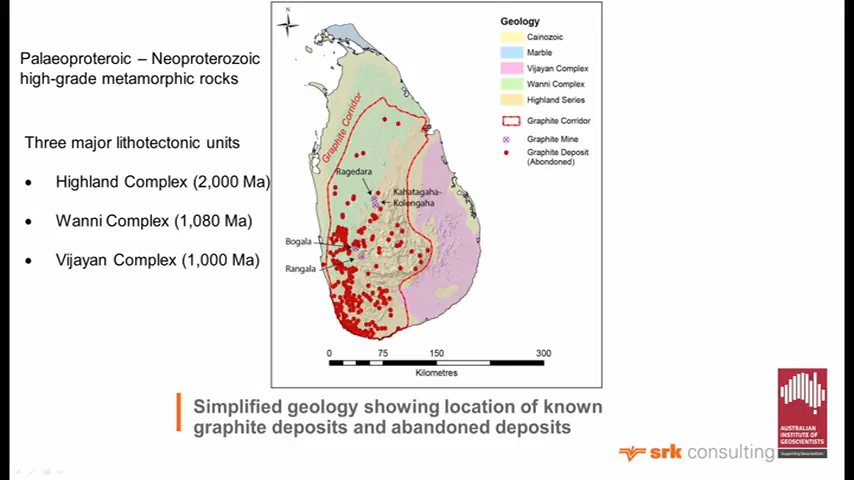 Palaeoproteroic – Neoproterozoic
high-grade metamorphic rocks
Three major lithotectonic units
• Highland Complex (2,000 Ma)
• Wanni Complex (1,080 Ma)
• Vijayan Complex (1,000 Ma)
N
Graphite Corridor
Ragedara
Kahatagaha-
Kolongaha
Bogala
Rangala
Geology
Cainozoic
Marble
Vijayan Complex
Wanni Complex
Highland Series
Graphite Corridor
Graphite Mine
Graphite Deposit
(Abandoned)
0 75 150 300
Kilometres
Simplified geology showing location of known
graphite deposits and abandoned deposits
srk consulting
AUSTRALIAN
INSTITUTE OF
GEOSCIENTISTS
Supporting Geoscientists